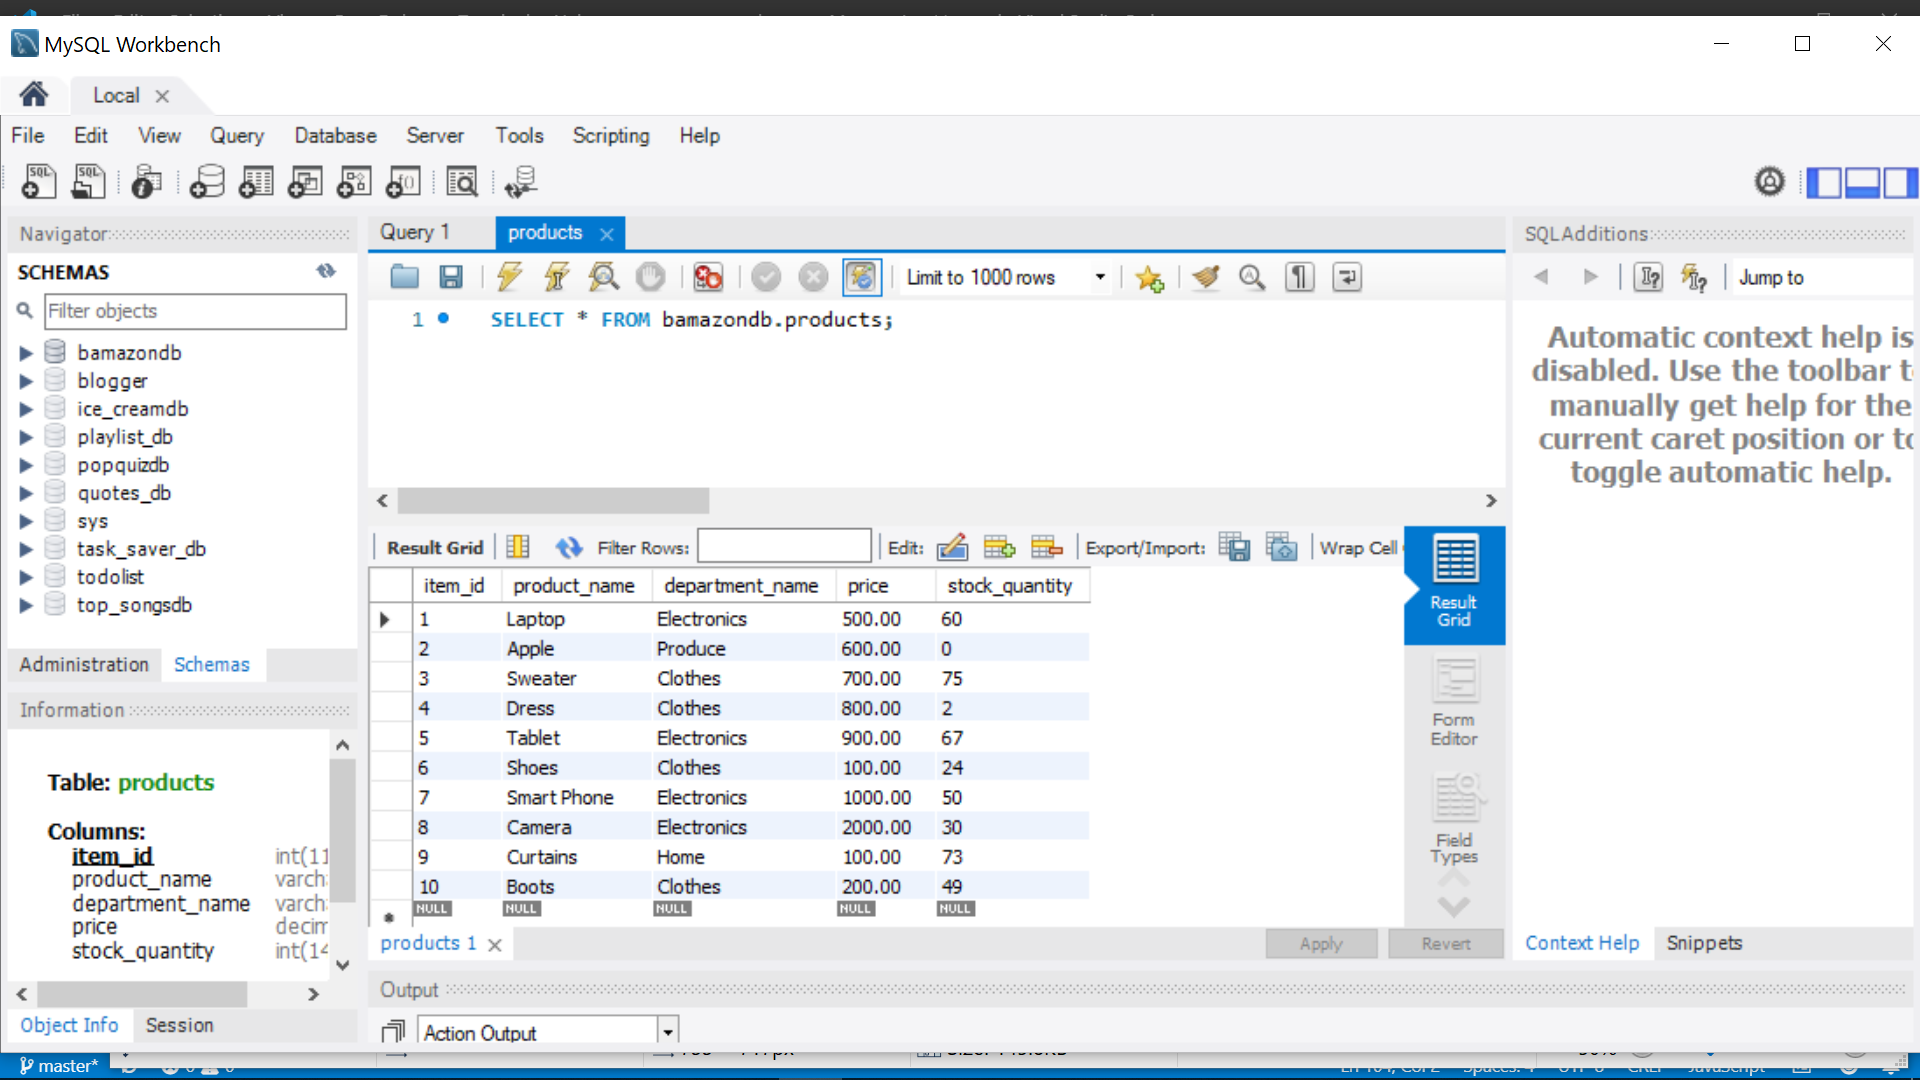 MySQL Workbench
Local
File Edit View Query Database Server Tools Scripting Help
Navigator
SCHEMAS
Filter objects
bamazondb
blogger
ice_creamdb
playlist_db
popquizdb
quotes_db
sys
task_saver_db
todolist
top_songsdb
Administration Schemas
Information
Table: products
Columns:
item_id int(11
product_name varch
department_name varch
price decim
stock_quantity int(14
Object Info Session
Query 1 products
Limit to 1000 rows
1 SELECT * FROM bamazondb.products;
Result Grid Filter Rows: Edit: Export/Import: Wrap Cell
item_id product_name department_name price stock_quantity
1 Laptop Electronics 500.00 60
2 Apple Produce 600.00 0
3 Sweater Clothes 700.00 75
4 Dress Clothes 800.00 2
5 Tablet Electronics 900.00 67
6 Shoes Clothes 100.00 24
7 Smart Phone Electronics 1000.00 50
8 Camera Electronics 2000.00 30
9 Curtains Home 100.00 73
10 Boots Clothes 200.00 49
NULL NULL NULL NULL NULL
Result
Grid
Form
Editor
Field
Types
products 1 Apply Revert
Output
Action Output
SQLAdditions
Jump to
Automatic context help is
disabled. Use the toolbar t
manually get help for the
current caret position or to
toggle automatic help.
Context Help Snippets
master*